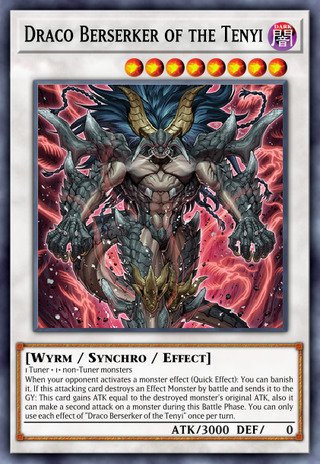 DRACO BERSERKER OF THE TENYI
DARK
闇
[WYRM / SYNCHRO / EFFECT]
1 Tuner + 1+ non-Tuner monsters
When your opponent activates a monster effect (Quick Effect): You can banish
it. If this attacking card destroys an Effect Monster by battle and sends it to the
GY: This card gains ATK equal to the destroyed monster's original ATK, also it
can make a second attack on a monster during this Battle Phase. You can only
use each effect of "Draco Berserker of the Tenyi" once per turn.
ATK/3000 DEF/ 0